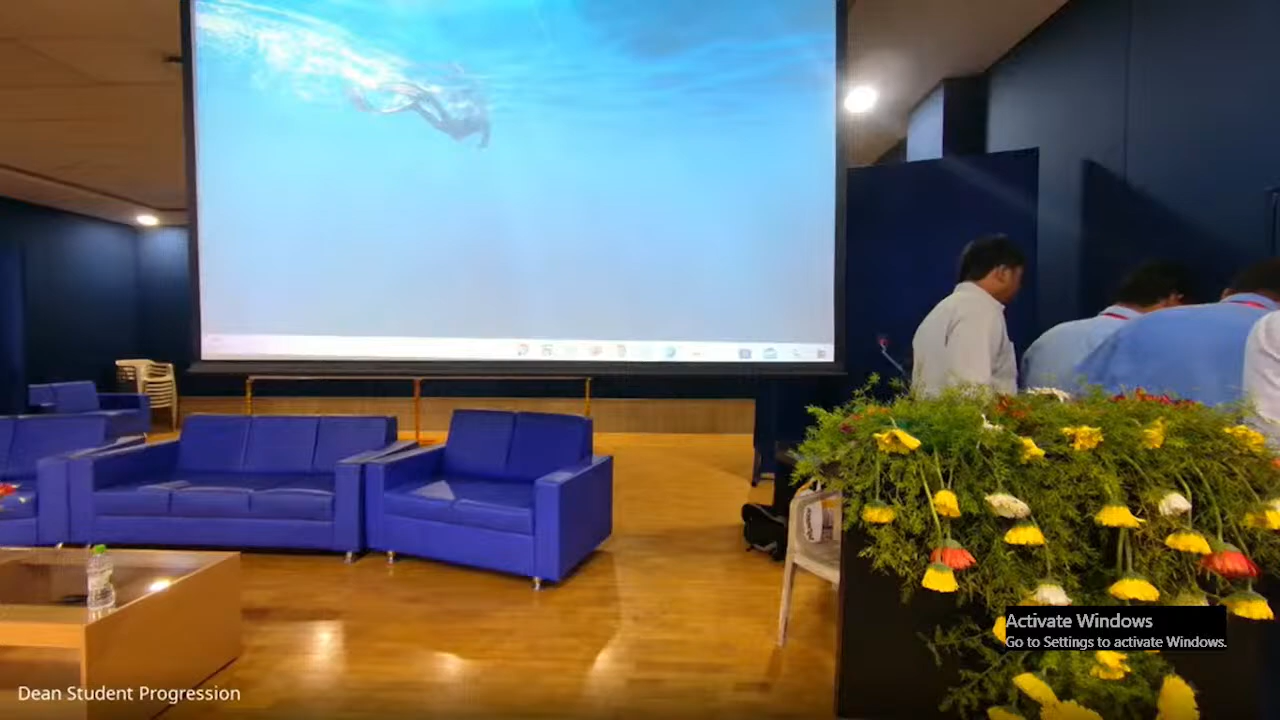 Activate Windows
Go to Settings to activate Windows.
Dean Student Progression